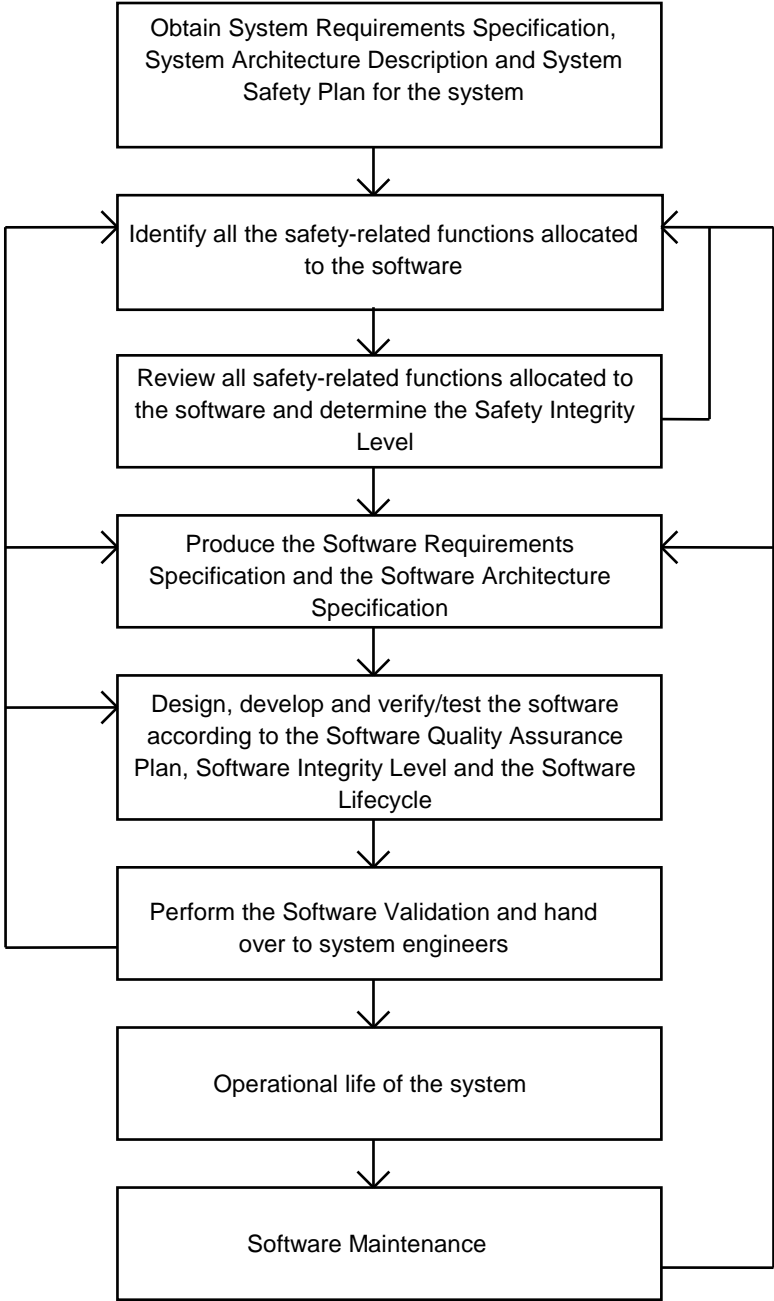 Obtain System Requirements Specification,
System Architecture Description and System
Safety Plan for the system
Identify all the safety-related functions allocated
to the software
Review all safety-related functions allocated to
the software and determine the Safety Integrity
Level
Produce the Software Requirements
Specification and the Software Architecture
Specification
Design, develop and verify/test the software
according to the Software Quality Assurance
Plan, Software Integrity Level and the Software
Lifecycle
Perform the Software Validation and hand
over to system engineers
Operational life of the system
Software Maintenance